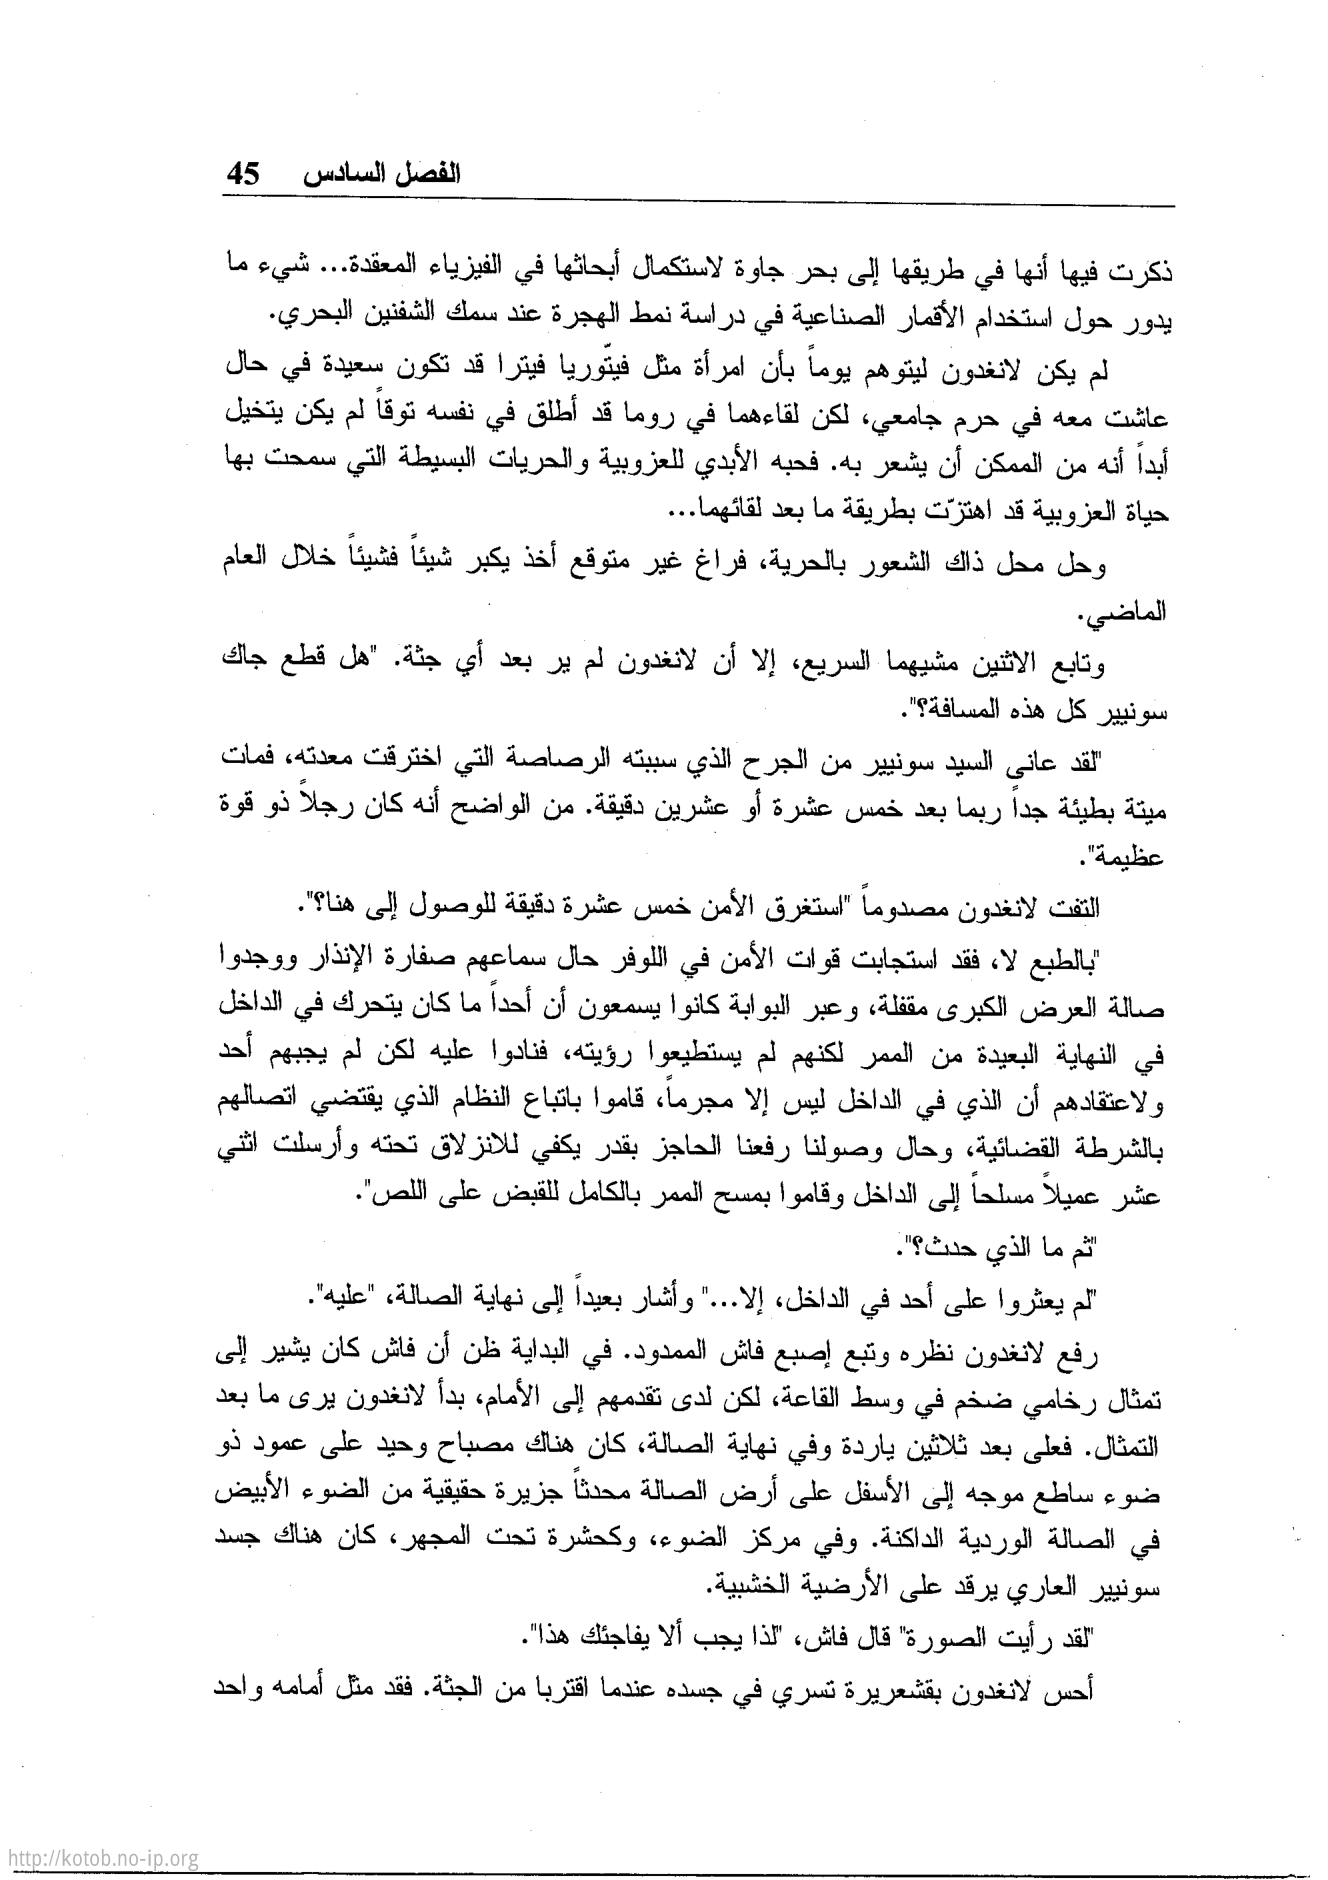 الفصل السادس 45
ذكرت فيها أنها في طريقها إلى بحر جاوة لاستكمال أبحاثها في الفيزياء المعقدة... شيء ما
يدور حول استخدام الأقمار الصناعية في دراسة نمط الهجرة عند سمك الشفنين البحري.
لم يكن لانغدون ليتوهم يوماً بأن امرأة مثل فيتّوريا فيترا قد تكون سعيدة في حال
عاشت معه في حرم جامعي، لكن لقاءهما في روما قد أطلق في نفسه توقاً لم يكن يتخيل
أبداً أنه من الممكن أن يشعر به. فحبه الأبدي للعزوبية والحريات البسيطة التي سمحت بها
حياة العزوبية قد اهتزّت بطريقة ما بعد لقائهما...
وحل محل ذاك الشعور بالحرية، فراغ غير متوقع أخذ يكبر شيئاً فشيئاً خلال العام
الماضي.
وتابع الاثنين مشيهما السريع، إلا أن لانغدون لم ير بعد أي جثة. "هل قطع جاك
سونيير كل هذه المسافة؟".
"لقد عانى السيد سونيير من الجرح الذي سببته الرصاصة التي اخترقت معدته، فمات
ميتة بطيئة جداً ربما بعد خمس عشرة أو عشرين دقيقة. من الواضح أنه كان رجلاً ذو قوة
عظيمة".
التفت لانغدون مصدوماً "استغرق الأمن خمس عشرة دقيقة للوصول إلى هنا؟".
"بالطبع لا، فقد استجابت قوات الأمن في اللوفر حال سماعهم صفارة الإنذار ووجدوا
صالة العرض الكبرى مقفلة، وعبر البوابة كانوا يسمعون أن أحداً ما كان يتحرك في الداخل
في النهاية البعيدة من الممر لكنهم لم يستطيعوا رؤيته، فنادوا عليه لكن لم يجبهم أحد
ولاعتقادهم أن الذي في الداخل ليس إلا مجرماً، قاموا باتباع النظام الذي يقتضي اتصالهم
بالشرطة القضائية، وحال وصولنا رفعنا الحاجز بقدر يكفي للانزلاق تحته وأرسلت اثني
عشر عميلاً مسلحاً إلى الداخل وقاموا بمسح الممر بالكامل للقبض على اللص".
"ثم ما الذي حدث؟".
"لم يعثروا على أحد في الداخل، إلا..." وأشار بعيداً إلى نهاية الصالة، "عليه".
رفع لانغدون نظره وتبع إصبع فاش الممدود. في البداية ظن أن فاش كان يشير إلى
تمثال رخامي ضخم في وسط القاعة، لكن لدى تقدمهم إلى الأمام، بدأ لانغدون يرى ما بعد
التمثال. فعلى بعد ثلاثين ياردة وفي نهاية الصالة، كان هناك مصباح وحيد على عمود ذو
ضوء ساطع موجه إلى الأسفل على أرض الصالة محدثاً جزيرة حقيقية من الضوء الأبيض
في الصالة الوردية الداكنة. وفي مركز الضوء، وكحشرة تحت المجهر، كان هناك جسد
سونيير العاري يرقد على الأرضية الخشبية.
"لقد رأيت الصورة" قال فاش، "لذا يجب ألا يفاجئك هذا".
أحس لانغدون بقشعريرة تسري في جسده عندما اقتربا من الجثة. فقد مثل أمامه واحد
http://kotob.no-ip.org